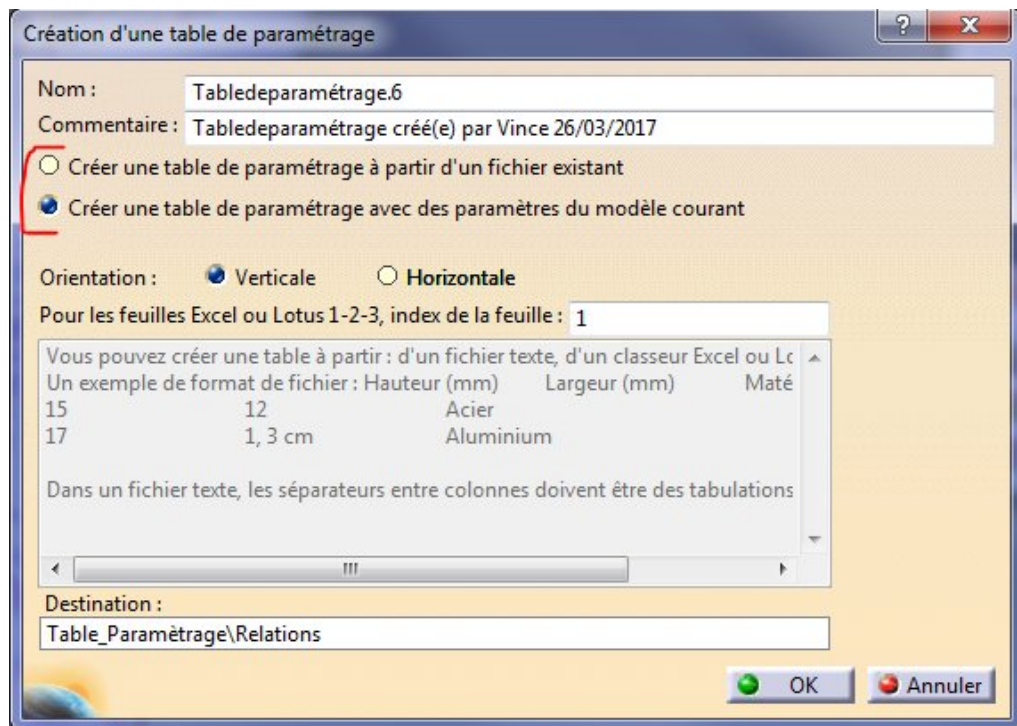 Création d'une table de paramétrage
Nom : Tabledeparamétrage.6
Commentaire : Tabledeparamétrage créé(e) par Vince 26/03/2017
Créer une table de paramétrage à partir d'un fichier existant
Créer une table de paramétrage avec des paramètres du modèle courant
Orientation : Verticale Horizontale
Pour les feuilles Excel ou Lotus 1-2-3, index de la feuille : 1
Vous pouvez créer une table à partir : d'un fichier texte, d'un classeur Excel ou Lc
Un exemple de format de fichier : Hauteur (mm) Largeur (mm) Maté
15 12 Acier
17 1, 3 cm Aluminium
Dans un fichier texte, les séparateurs entre colonnes doivent être des tabulations
Destination :
Table_Paramètrage\Relations
OK Annuler